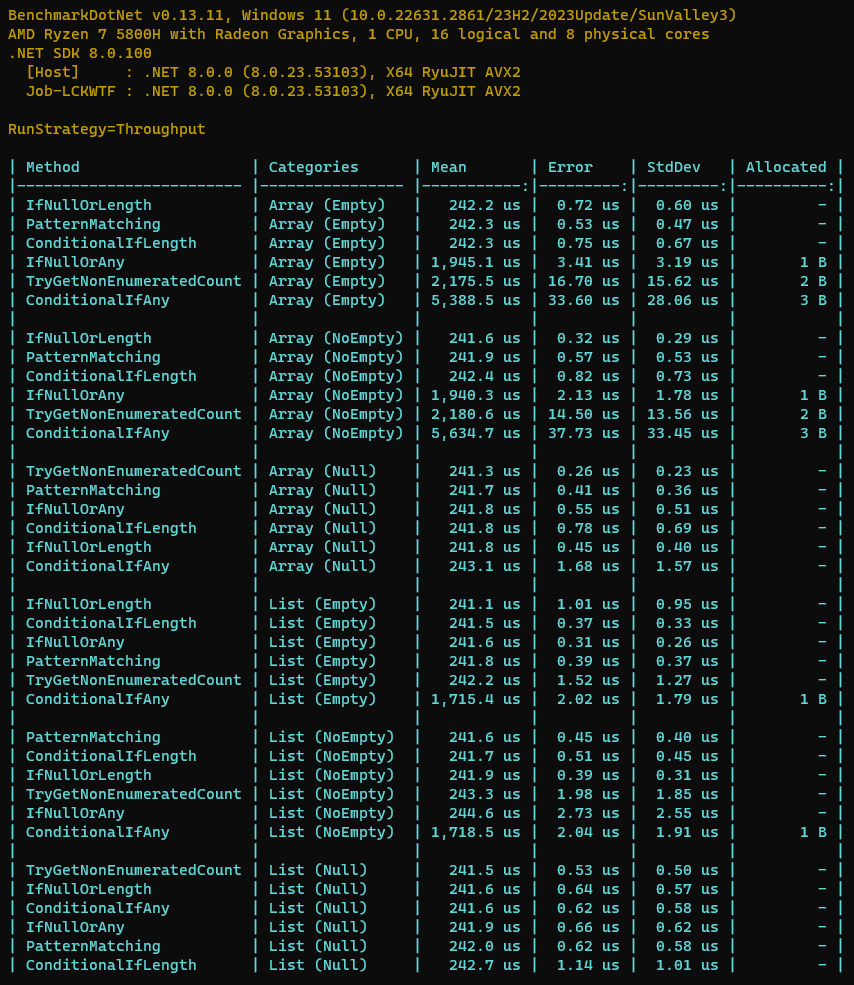 BenchmarkDotNet v0.13.11, Windows 11 (10.0.22631.2861/23H2/2023Update/SunValley3)
AMD Ryzen 7 5800H with Radeon Graphics, 1 CPU, 16 logical and 8 physical cores
.NET SDK 8.0.100
  [Host]     : .NET 8.0.0 (8.0.23.53103), X64 RyuJIT AVX2
  Job-LCKWTF : .NET 8.0.0 (8.0.23.53103), X64 RyuJIT AVX2

RunStrategy=Throughput

| Method                  | Categories      | Mean       | Error    | StdDev   | Allocated |
|------------------------- |---------------- |-----------:|---------:|---------:|----------:|
| IfNullOrLength          | Array (Empty)   |   242.2 us |  0.72 us |  0.60 us |         - |
| PatternMatching         | Array (Empty)   |   242.3 us |  0.53 us |  0.47 us |         - |
| ConditionalIfLength     | Array (Empty)   |   242.3 us |  0.75 us |  0.67 us |         - |
| IfNullOrAny             | Array (Empty)   | 1,945.1 us |  3.41 us |  3.19 us |       1 B |
| TryGetNonEnumeratedCount | Array (Empty)   | 2,175.5 us | 16.70 us | 15.62 us |       2 B |
| ConditionalIfAny        | Array (Empty)   | 5,388.5 us | 33.60 us | 28.06 us |       3 B |
|                         |                 |            |          |          |           |
| IfNullOrLength          | Array (NoEmpty) |   241.6 us |  0.32 us |  0.29 us |         - |
| PatternMatching         | Array (NoEmpty) |   241.9 us |  0.57 us |  0.53 us |         - |
| ConditionalIfLength     | Array (NoEmpty) |   242.4 us |  0.82 us |  0.73 us |         - |
| IfNullOrAny             | Array (NoEmpty) | 1,940.3 us |  2.13 us |  1.78 us |       1 B |
| TryGetNonEnumeratedCount | Array (NoEmpty) | 2,180.6 us | 14.50 us | 13.56 us |       2 B |
| ConditionalIfAny        | Array (NoEmpty) | 5,634.7 us | 37.73 us | 33.45 us |       3 B |
|                         |                 |            |          |          |           |
| TryGetNonEnumeratedCount | Array (Null)    |   241.3 us |  0.26 us |  0.23 us |         - |
| PatternMatching         | Array (Null)    |   241.7 us |  0.41 us |  0.36 us |         - |
| IfNullOrAny             | Array (Null)    |   241.8 us |  0.55 us |  0.51 us |         - |
| ConditionalIfLength     | Array (Null)    |   241.8 us |  0.78 us |  0.69 us |         - |
| IfNullOrLength          | Array (Null)    |   241.8 us |  0.45 us |  0.40 us |         - |
| ConditionalIfAny        | Array (Null)    |   243.1 us |  1.68 us |  1.57 us |         - |
|                         |                 |            |          |          |           |
| IfNullOrLength          | List (Empty)    |   241.1 us |  1.01 us |  0.95 us |         - |
| ConditionalIfLength     | List (Empty)    |   241.5 us |  0.37 us |  0.33 us |         - |
| IfNullOrAny             | List (Empty)    |   241.6 us |  0.31 us |  0.26 us |         - |
| PatternMatching         | List (Empty)    |   241.8 us |  0.39 us |  0.37 us |         - |
| TryGetNonEnumeratedCount | List (Empty)    |   242.2 us |  1.52 us |  1.27 us |         - |
| ConditionalIfAny        | List (Empty)    | 1,715.4 us |  2.02 us |  1.79 us |       1 B |
|                         |                 |            |          |          |           |
| PatternMatching         | List (NoEmpty)  |   241.6 us |  0.45 us |  0.40 us |         - |
| ConditionalIfLength     | List (NoEmpty)  |   241.7 us |  0.51 us |  0.45 us |         - |
| IfNullOrLength          | List (NoEmpty)  |   241.9 us |  0.39 us |  0.31 us |         - |
| TryGetNonEnumeratedCount | List (NoEmpty)  |   243.3 us |  1.98 us |  1.85 us |         - |
| IfNullOrAny             | List (NoEmpty)  |   244.6 us |  2.73 us |  2.55 us |         - |
| ConditionalIfAny        | List (NoEmpty)  | 1,718.5 us |  2.04 us |  1.91 us |       1 B |
|                         |                 |            |          |          |           |
| TryGetNonEnumeratedCount | List (Null)     |   241.5 us |  0.53 us |  0.50 us |         - |
| IfNullOrLength          | List (Null)     |   241.6 us |  0.64 us |  0.57 us |         - |
| ConditionalIfAny        | List (Null)     |   241.6 us |  0.62 us |  0.58 us |         - |
| IfNullOrAny             | List (Null)     |   241.9 us |  0.66 us |  0.62 us |         - |
| PatternMatching         | List (Null)     |   242.0 us |  0.62 us |  0.58 us |         - |
| ConditionalIfLength     | List (Null)     |   242.7 us |  1.14 us |  1.01 us |         - |